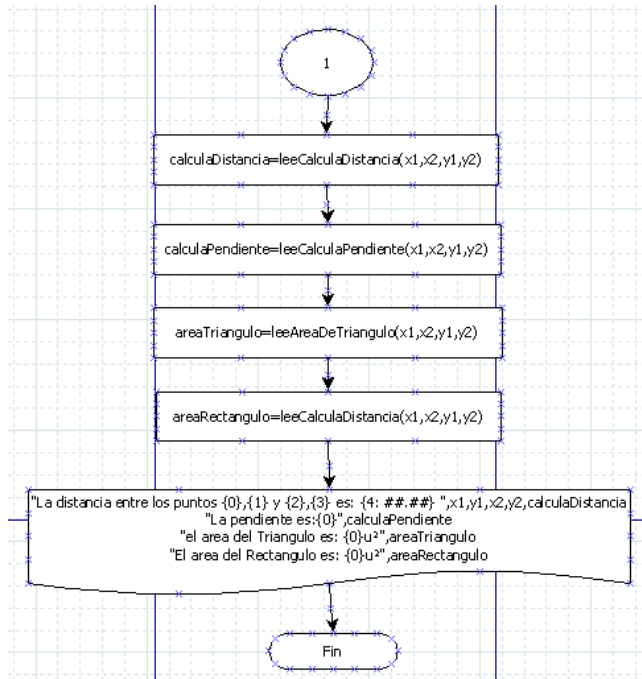 1
calculaDistancia=leeCalculaDistancia(x1,x2,y1,y2)
calculaPendiente=leeCalculaPendiente(x1,x2,y1,y2)
areaTriangulo=leeAreaDeTriangulo(x1,x2,y1,y2)
areaRectangulo=leeCalculaDistancia(x1,x2,y1,y2)
"La distancia entre los puntos {0},{1} y {2},{3} es: {4: ##.##} ",x1,y1,x2,y2,calculaDistancia
"La pendiente es:{0}",calculaPendiente
"el area del Triangulo es: {0}u²",areaTriangulo
"El area del Rectangulo es: {0}u²",areaRectangulo
Fin